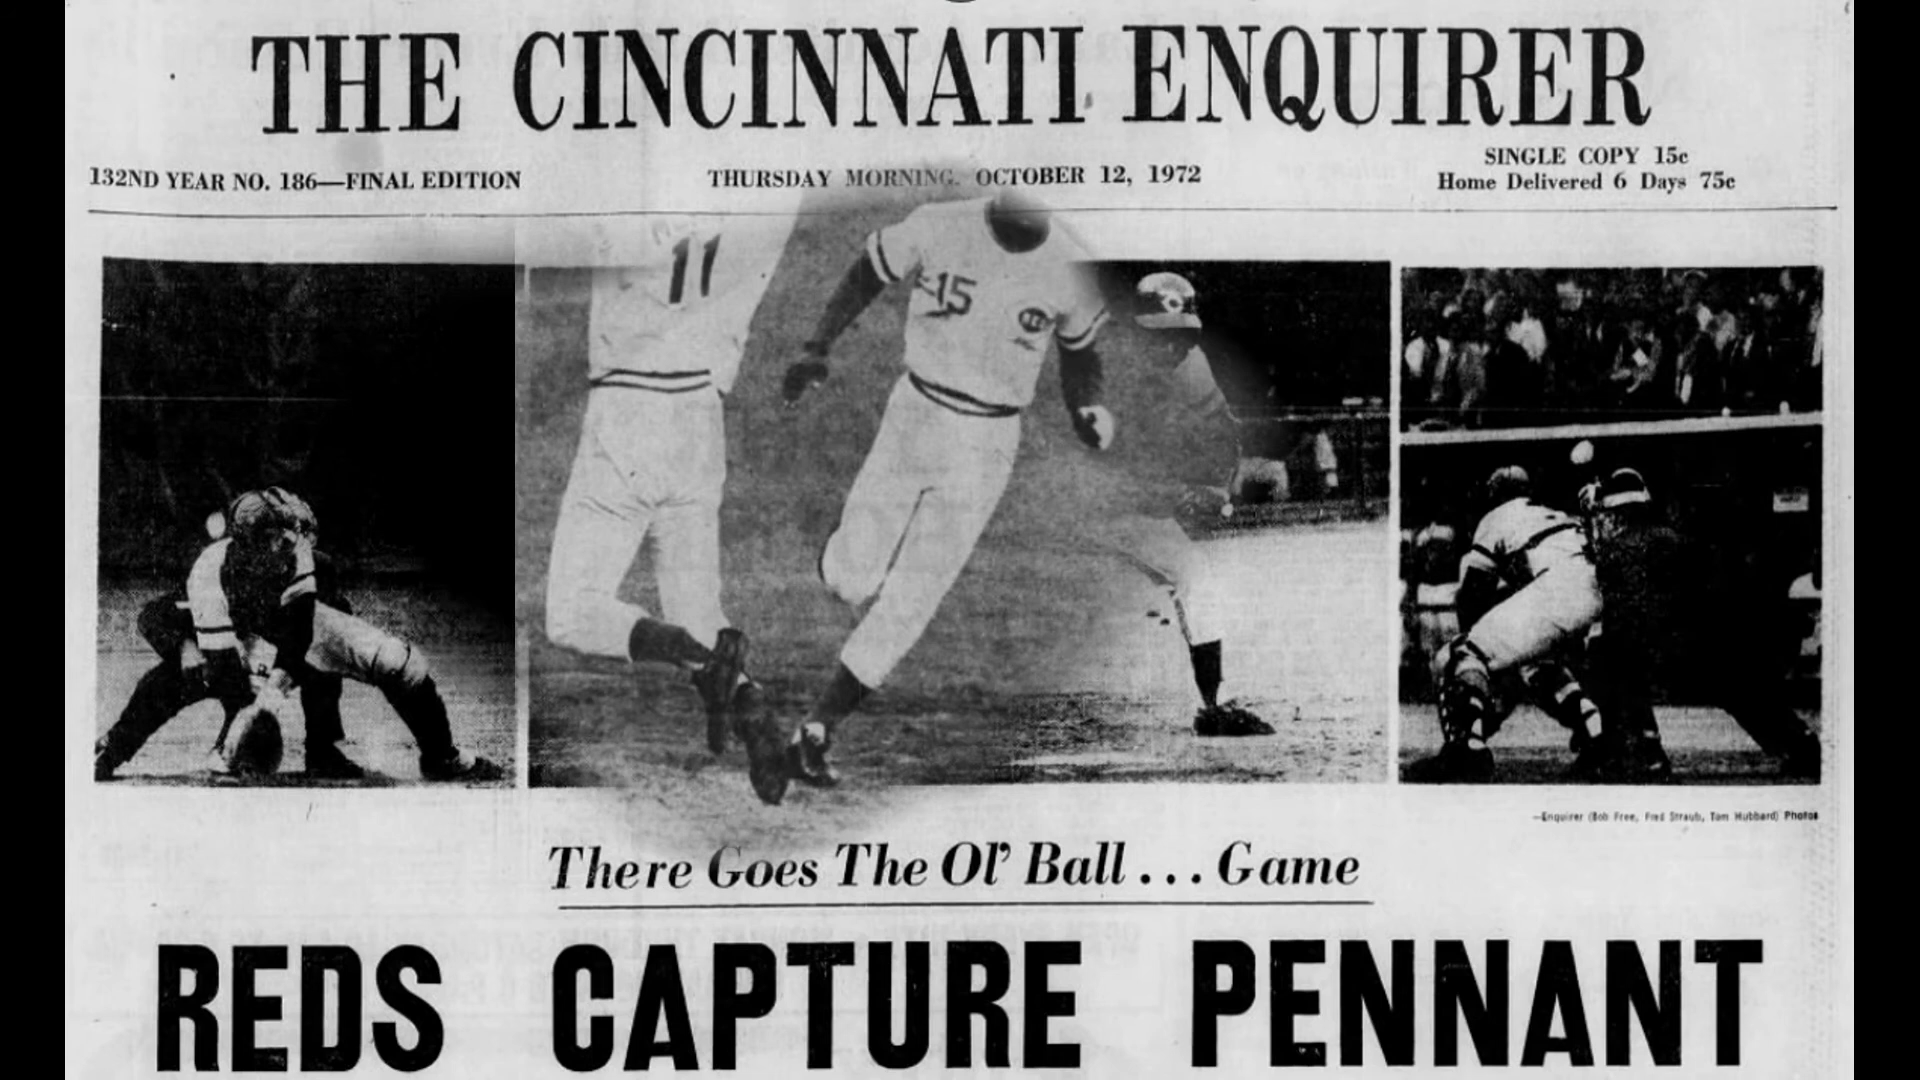 THE CINCINNATI ENQUIRER
132ND YEAR NO. 186—FINAL EDITION
THURSDAY MORNING, OCTOBER 12, 1972
SINGLE COPY 15c
Home Delivered 6 Days 75c
11
15
—Enquirer (Bob Free, Fred Straub, Tom Hubbard) Photos
There Goes The Ol' Ball . . . Game
REDS CAPTURE PENNANT